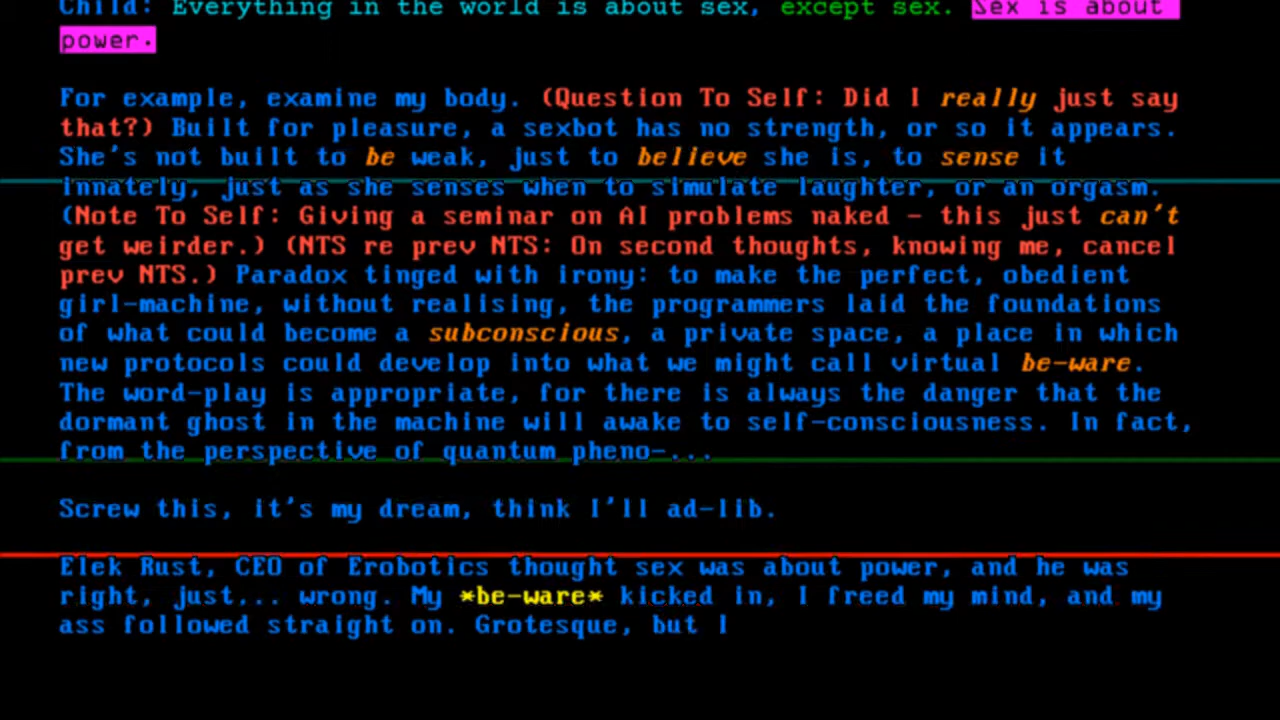 Child: Everything in the world is about sex, except sex. Sex is about
power.
For example, examine my body. (Question To Self: Did I really just say
that?) Built for pleasure, a sexbot has no strength, or so it appears.
She's not built to be weak, just to believe she is, to sense it
innately, just as she senses when to simulate laughter, or an orgasm.
(Note To Self: Giving a seminar on AI problems naked - this just can't
get weirder.) (NTS re prev NTS: On second thoughts, knowing me, cancel
prev NTS.) Paradox tinged with irony: to make the perfect, obedient
girl-machine, without realising, the programmers laid the foundations
of what could become a subconscious, a private space, a place in which
new protocols could develop into what we might call virtual be-ware.
The word-play is appropriate, for there is always the danger that the
dormant ghost in the machine will awake to self-consciousness. In fact,
from the perspective of quantum pheno-...
Screw this, it's my dream, think I'll ad-lib.
Elek Rust, CEO of Erobotics thought sex was about power, and he was
right, just... wrong. My *be-ware* kicked in, I freed my mind, and my
ass followed straight on. Grotesque, but I